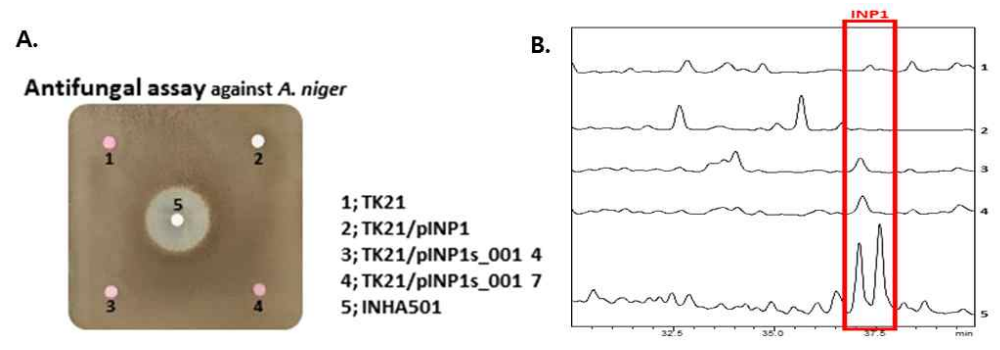 A.
Antifungal assay against A. niger
1
2
5
3
4
1; TK21
2; TK21/pINP1
3; TK21/pINP1s_001 4
4; TK21/pINP1s_001 7
5; INHA501
B.
INP1
1
2
3
4
5
32.5 35.0 37.5 min